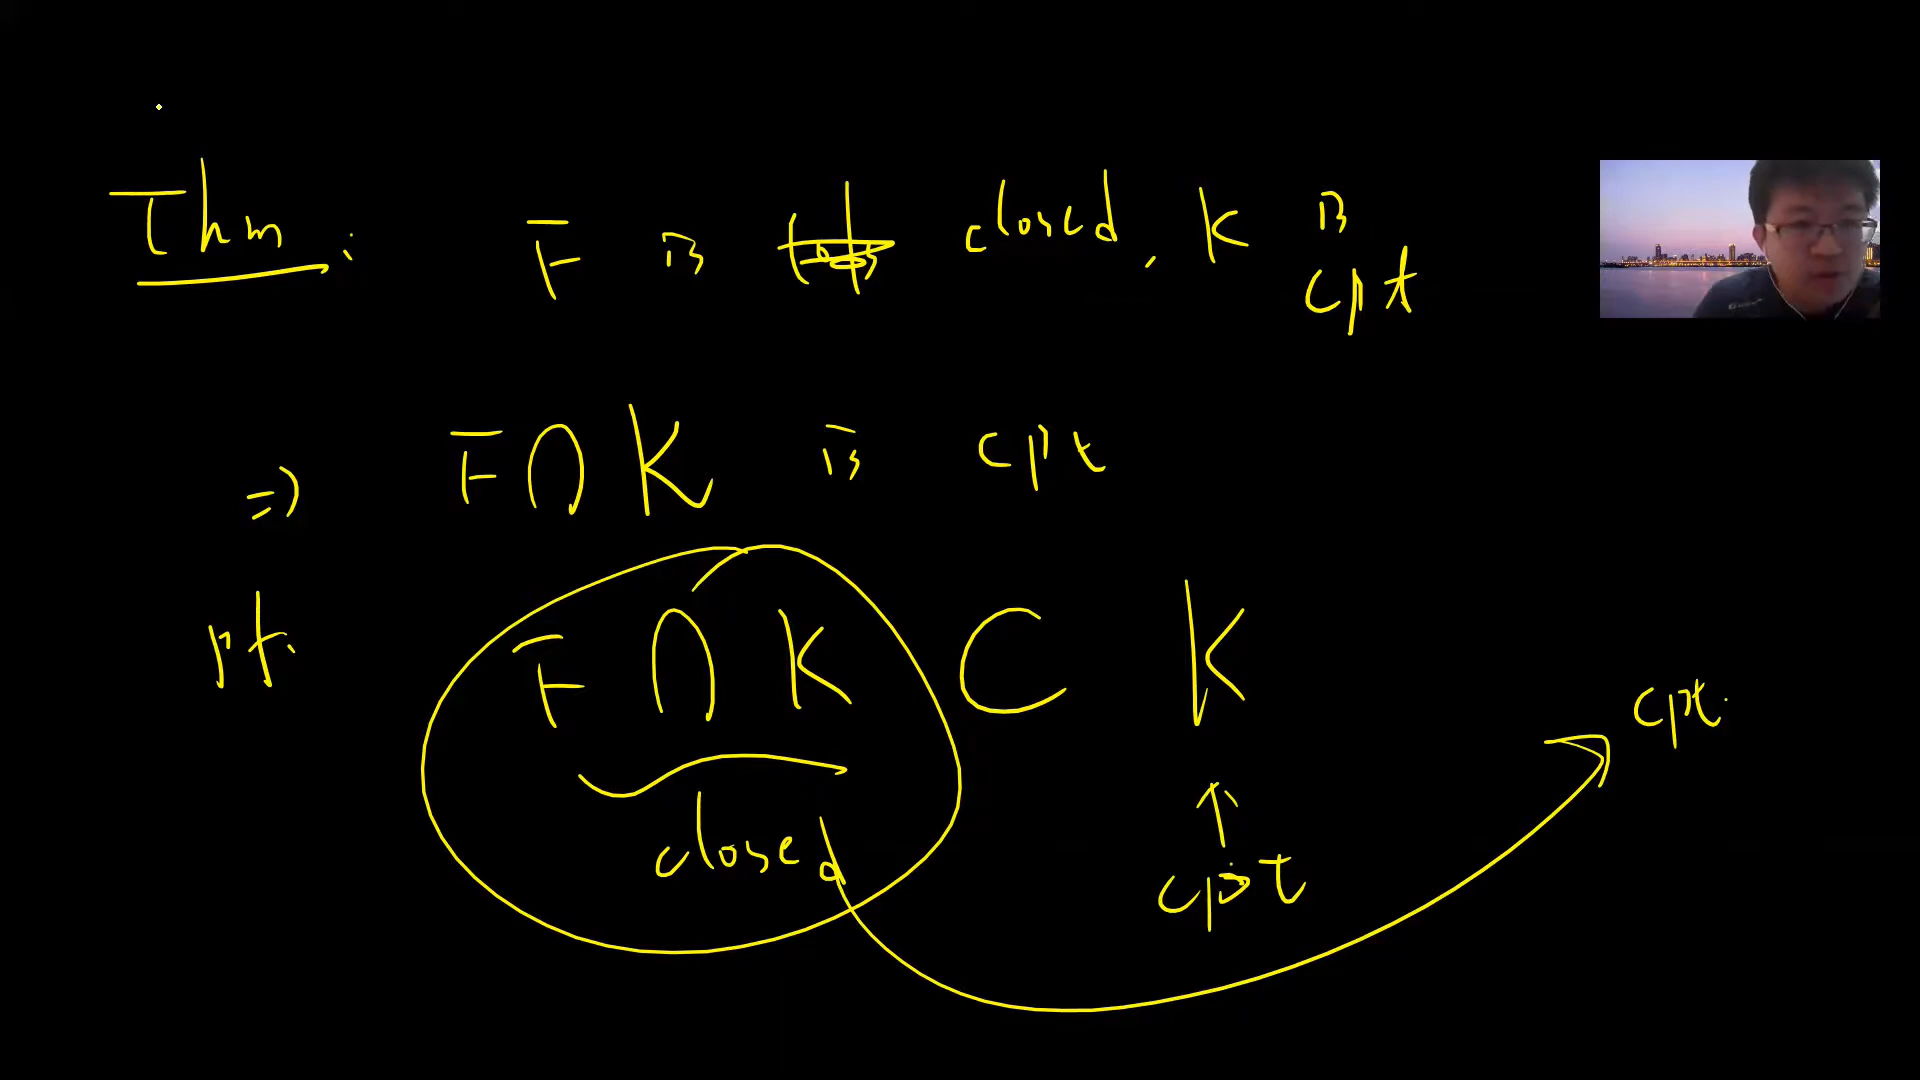 Thm: F is closed, K is
cpt
⇒ F∩K is cpt
pf. F∩K ⊂ K
cpt.
closed
↑
cpt